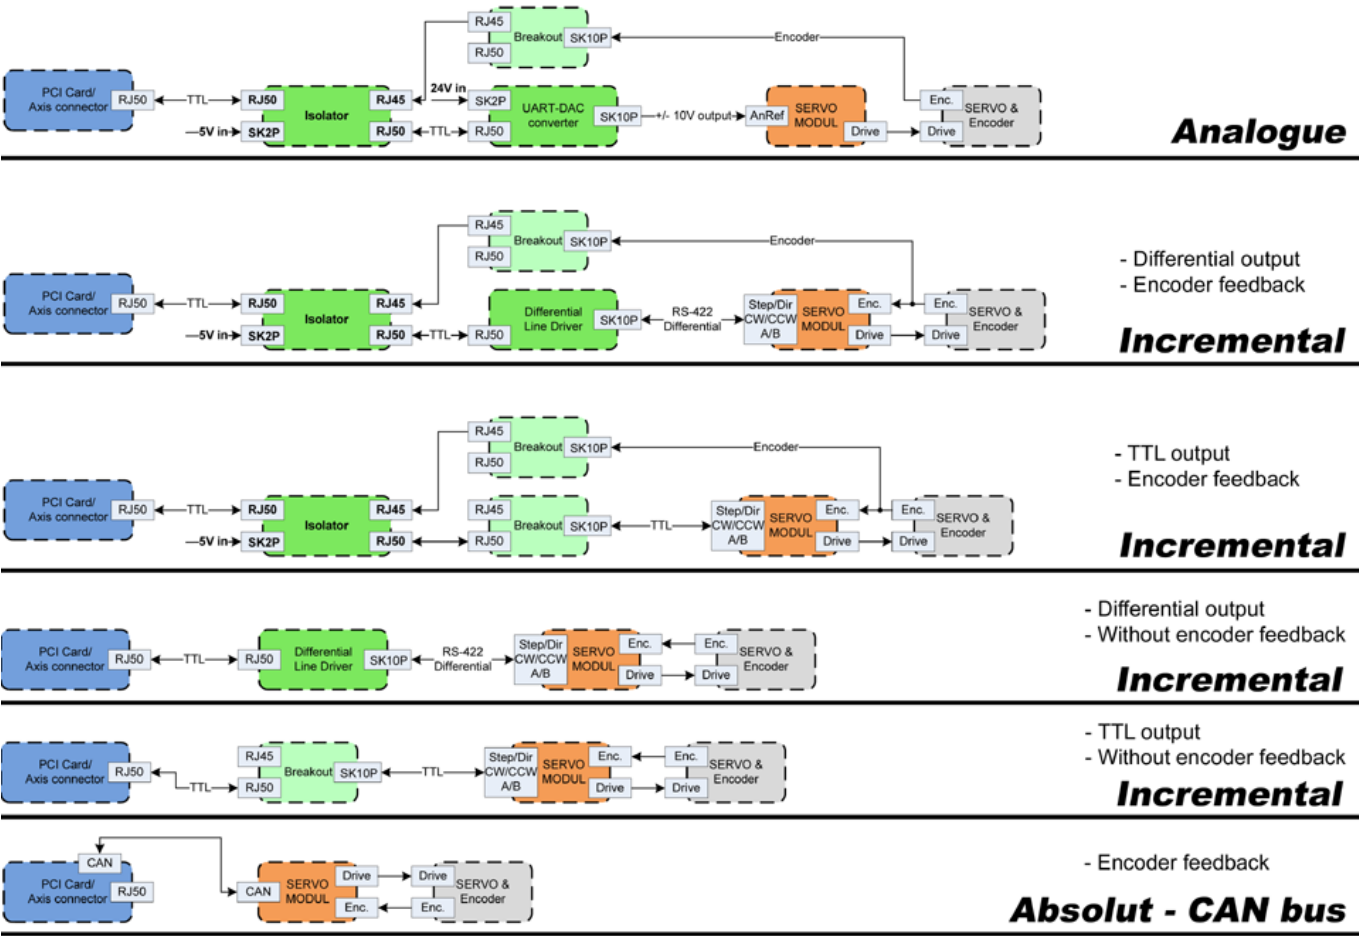 RJ45
Breakout
SK10P
Encoder
RJ50
PCI Card/
Axis connector
RJ50
TTL
RJ50
Isolator
RJ45
24V in
SK2P
UART-DAC
converter
SK10P
+/- 10V output
AnRef
SERVO
MODUL
Drive
Enc.
SERVO &
Encoder
Drive
5V in
SK2P
RJ50
TTL
RJ50
Analogue
RJ45
Breakout
SK10P
Encoder
RJ50
- Differential output
- Encoder feedback
PCI Card/
Axis connector
RJ50
TTL
RJ50
Isolator
RJ45
Differential
Line Driver
SK10P
RS-422
Differential
Step/Dir
CW/CCW
A/B
SERVO
MODUL
Enc.
Drive
Enc.
Drive
SERVO &
Encoder
5V in
SK2P
RJ50
TTL
RJ50
Incremental
RJ45
Breakout
SK10P
Encoder
RJ50
- TTL output
- Encoder feedback
PCI Card/
Axis connector
RJ50
TTL
RJ50
Isolator
RJ45
RJ45
Breakout
SK10P
TTL
Step/Dir
CW/CCW
A/B
SERVO
MODUL
Enc.
Drive
Enc.
Drive
SERVO &
Encoder
5V in
SK2P
RJ50
RJ50
Incremental
- Differential output
- Without encoder feedback
PCI Card/
Axis connector
RJ50
TTL
RJ50
Differential
Line Driver
SK10P
RS-422
Differential
Step/Dir
CW/CCW
A/B
SERVO
MODUL
Enc.
Drive
Enc.
Drive
SERVO &
Encoder
Incremental
- TTL output
- Without encoder feedback
PCI Card/
Axis connector
RJ50
TTL
RJ45
RJ50
Breakout
SK10P
TTL
Step/Dir
CW/CCW
A/B
SERVO
MODUL
Enc.
Drive
Enc.
Drive
SERVO &
Encoder
Incremental
CAN
PCI Card/
Axis connector
RJ50
CAN
SERVO
MODUL
Drive
Enc.
Drive
Enc.
SERVO &
Encoder
- Encoder feedback
Absolut - CAN bus